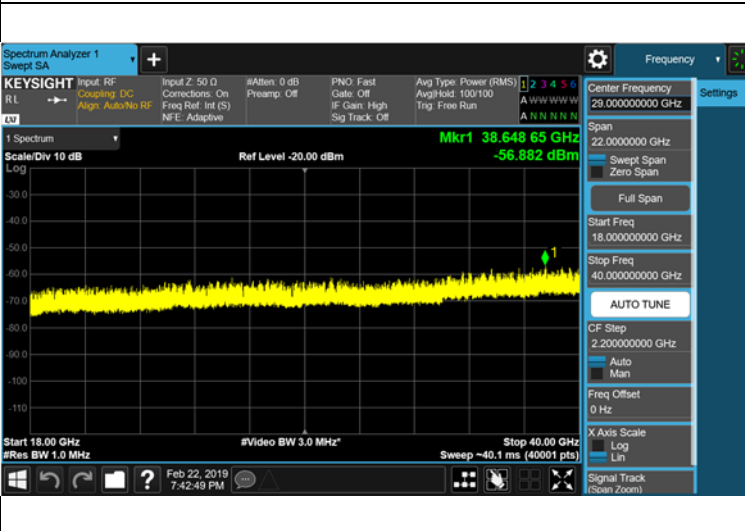 Spectrum Analyzer 1
Swept SA
+
Frequency
KEYSIGHT
RL
LXI
Input: RF
Coupling: DC
Align: Auto/No RF
Input Z: 50 Ω
Corrections: On
Freq Ref: Int (S)
NFE: Adaptive
#Atten: 0 dB
Preamp: Off
PNO: Fast
Gate: Off
IF Gain: High
Sig Track: Off
Avg Type: Power (RMS)
Avg|Hold: 100/100
Trig: Free Run
1 2 3 4 5 6
A W W W W W
A N N N N N
1 Spectrum
Scale/Div 10 dB
Log
Ref Level -20.00 dBm
Mkr1 38.648 65 GHz
-56.882 dBm
-30.0
-40.0
-50.0
-60.0
-70.0
-80.0
-90.0
-100
-110
1
Start 18.00 GHz
#Res BW 1.0 MHz
#Video BW 3.0 MHz*
Stop 40.00 GHz
Sweep ~40.1 ms (40001 pts)
?
Feb 22, 2019
7:42:49 PM
Center Frequency
29.000000000 GHz
Span
22.0000000 GHz
Swept Span
Zero Span
Full Span
Start Freq
18.000000000 GHz
Stop Freq
40.000000000 GHz
AUTO TUNE
CF Step
2.200000000 GHz
Auto
Man
Freq Offset
0 Hz
X Axis Scale
Log
Lin
Signal Track
(Span Zoom)
Settings